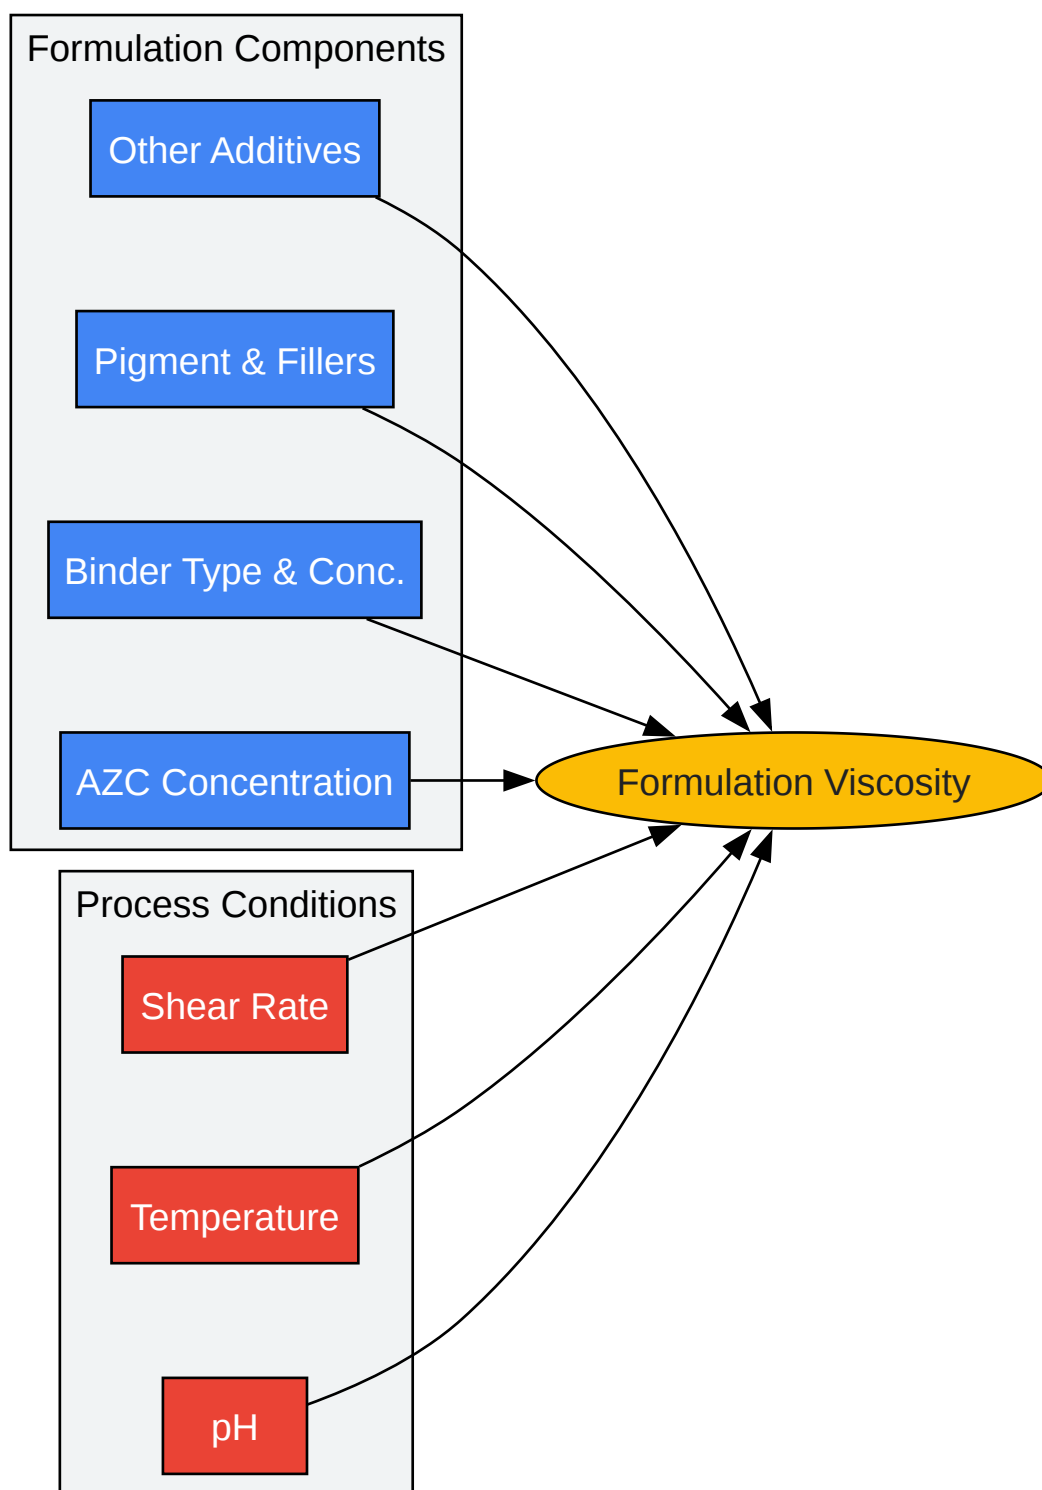 Formulation Components
Other Additives
Pigment & Fillers
Binder Type & Conc.
AZC Concentration
Formulation Viscosity
Process Conditions
Shear Rate
Temperature
pH